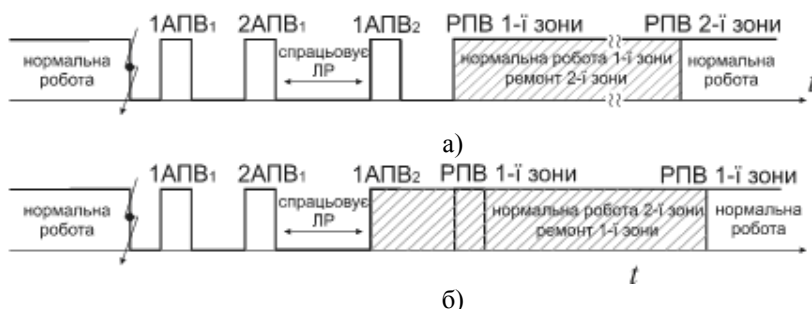 1АПВ₁ 2АПВ₁ 1АПВ₂ РПВ 1-ї зони РПВ 2-ї зони
нормальна робота
спрацьовує ЛР
нормальна робота 1-ї зони
ремонт 2-ї зони
нормальна робота
t
а)
1АПВ₁ 2АПВ₁ 1АПВ₂ РПВ 1-ї зони РПВ 1-ї зони
нормальна робота
спрацьовує ЛР
нормальна робота 2-ї зони
ремонт 1-ї зони
нормальна робота
t
б)